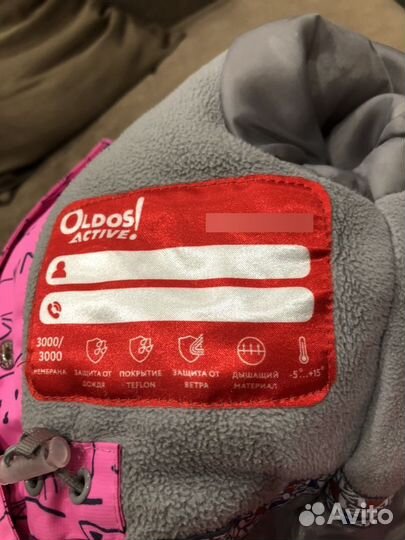 OLDOS!
ACTIVE!
3000/
3000
МЕМБРАНА
ЗАЩИТА ОТ
ДОЖДЯ
ПОКРЫТИЕ
TEFLON
ЗАЩИТА ОТ
ВЕТРА
ДЫШАЩИЙ
МАТЕРИАЛ
-5°...+15°
Avito